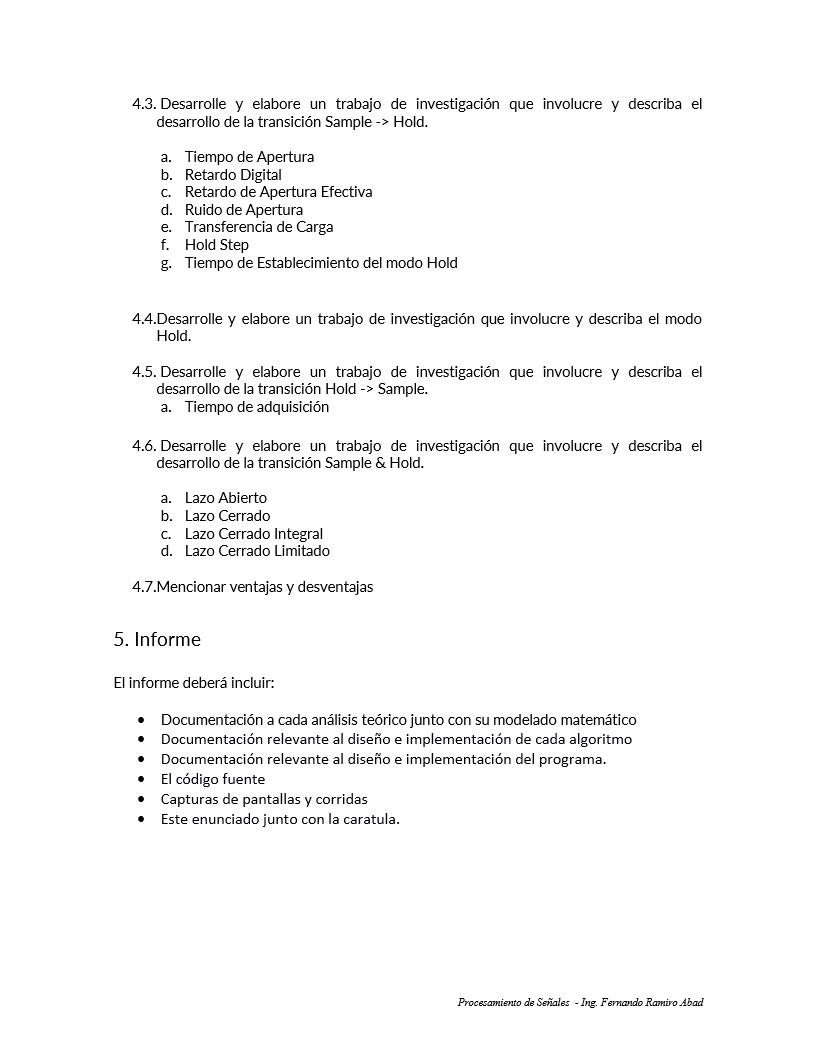 4.3. Desarrolle y elabore un trabajo de investigación que involucre y describa el
desarrollo de la transición Sample -> Hold.
a. Tiempo de Apertura
b. Retardo Digital
c. Retardo de Apertura Efectiva
d. Ruido de Apertura
e. Transferencia de Carga
f. Hold Step
g. Tiempo de Establecimiento del modo Hold
4.4.Desarrolle y elabore un trabajo de investigación que involucre y describa el modo
Hold.
4.5. Desarrolle y elabore un trabajo de investigación que involucre y describa el
desarrollo de la transición Hold -> Sample.
a. Tiempo de adquisición
4.6. Desarrolle y elabore un trabajo de investigación que involucre y describa el
desarrollo de la transición Sample & Hold.
a. Lazo Abierto
b. Lazo Cerrado
c. Lazo Cerrado Integral
d. Lazo Cerrado Limitado
4.7.Mencionar ventajas y desventajas
5. Informe
El informe deberá incluir:
• Documentación a cada análisis teórico junto con su modelado matemático
• Documentación relevante al diseño e implementación de cada algoritmo
• Documentación relevante al diseño e implementación del programa.
• El código fuente
• Capturas de pantallas y corridas
• Este enunciado junto con la caratula.
Procesamiento de Señales - Ing. Fernando Ramiro Abad